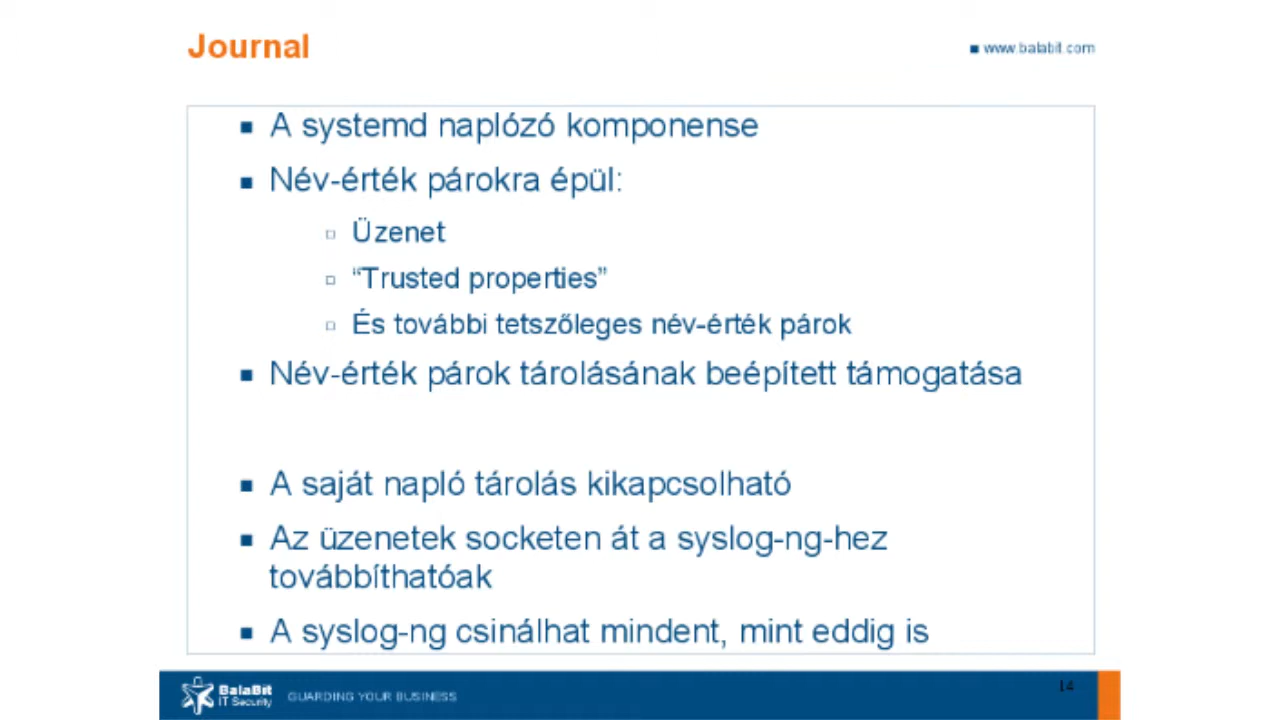 Journal
www.balabit.com
A systemd naplózó komponense
Név-érték párokra épül:
Üzenet
“Trusted properties”
És további tetszőleges név-érték párok
Név-érték párok tárolásának beépített támogatása
A saját napló tárolás kikapcsolható
Az üzenetek socketen át a syslog-ng-hez
továbbíthatóak
A syslog-ng csinálhat mindent, mint eddig is
BalaBit
IT Security
GUARDING YOUR BUSINESS
14